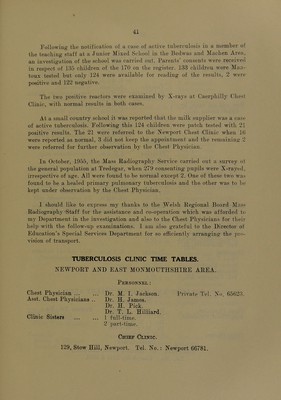 41
Following the notification of a case of active tuberculosis in a member of
the teaching staff at a Junior Mixed School in the Bedwas and Machen Area,
an investigation of the school was carried out. Parents' consents were received
in respect of 135 children of the 170 on the register. 133 children were Man-
toux tested but only 124 were available for reading of the results, 2 were
positive and 122 negative.
The two positive reactors were examined by X-rays at Caerphilly Chest
Clinic, with normal results in both cases.
At a small country school it was reported that the milk supplier was a case
of active tuberculosis. Following this 124 children were patch tested with 21
positive results. The 21 were referred to the Newport Chest Clinic when 16
were reported as normal, 3 did not keep the appointment and the remaining 2
were referred for further observation by the Chest Physician.
In October, 1955, the Mass Radiography Service carried out a survey of
the general population at Tredegar, when 279 consenting pupils were X-rayed,
irrespective of age. All were found to be normal except 2. One of these two was
found to be a healed primary pulmonary tuberculosis and the other was to be
kept under observation by the Chest Physician.
I should like to express my thanks to the Welsh Regional Board Mass
Radiography Staff for the assistance and co-operation which was afforded to
my Department in the investigation and also to the Chest Physicians for their
help with the follow-up examinations. I am also grateful to the Director of
Education's Special Services Department for so efficiently arranging the pro-
vision of transport.
TUBERCULOSIS CLINIC TIME TABLES.
NEWPORT AND EAST MONMOUTHSHIRE AREA.
Personnel:
Chest Physician ... ... Dr. M. I. Jackson. Private Tel. No. 65623.
Asst. Chest Physicians .. Dr. H. James.
Dr. H. Pick.
Dr. T. L. Hilliard.
Clinic Sisters ... ... 1 full-time.
2 part-time.
Chief Clinic.
129, Stow Hill, Newport. Tel. No.: Newport 66781.